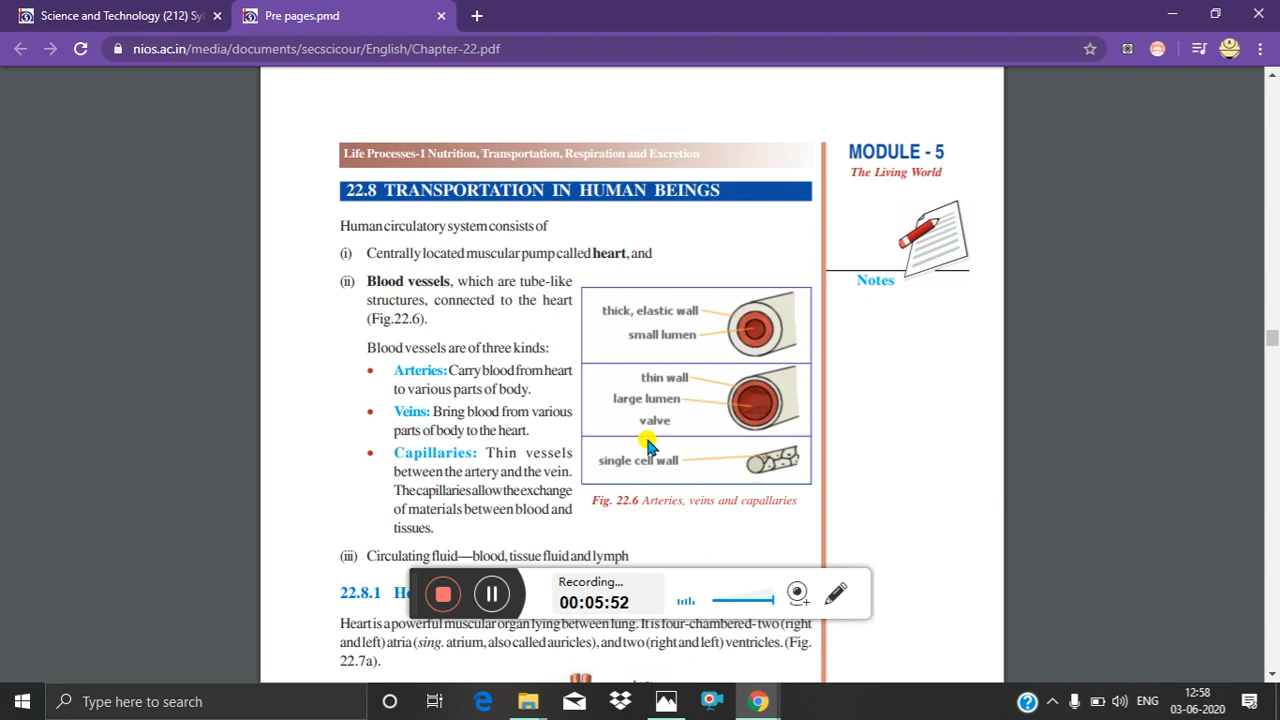 Science and Technology (212) Syl
Pre pages.pmd
nios.ac.in/media/documents/secscicour/English/Chapter-22.pdf
Life Processes-1 Nutrition, Transportation, Respiration and Excretion
MODULE - 5
The Living World
Notes
22.8 TRANSPORTATION IN HUMAN BEINGS
Human circulatory system consists of
(i) Centrally located muscular pump called heart, and
(ii) Blood vessels, which are tube-like
structures, connected to the heart
(Fig.22.6).
Blood vessels are of three kinds:
• Arteries: Carry blood from heart
to various parts of body.
• Veins: Bring blood from various
parts of body to the heart.
• Capillaries: Thin vessels
between the artery and the vein.
The capillaries allow the exchange
of materials between blood and
tissues.
thick, elastic wall
small lumen
thin wall
large lumen
valve
single cell wall
Fig. 22.6 Arteries, veins and capallaries
(iii) Circulating fluid—blood, tissue fluid and lymph
22.8.1
Heart is a powerful muscular organ lying between lung. It is four-chambered- two (right
and left) atria (sing. atrium, also called auricles), and two (right and left) ventricles. (Fig.
22.7a).
Recording...
00:05:52
Type here to search
ENG
12:58
03-06-2020